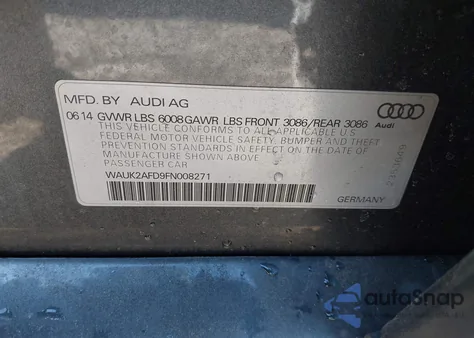 MFD. BY AUDI AG
06 14 GVWR LBS 6008 GAWR LBS FRONT 3086/REAR 3086
THIS VEHICLE CONFORMS TO ALL APPLICABLE U.S.
FEDERAL MOTOR VEHICLE SAFETY, BUMPER AND THEFT
PREVENTION STANDARDS IN EFFECT ON THE DATE OF
MANUFACTURE SHOWN ABOVE
PASSENGER CAR
WAUK2AFD9FN008271
GERMANY
autoSnap